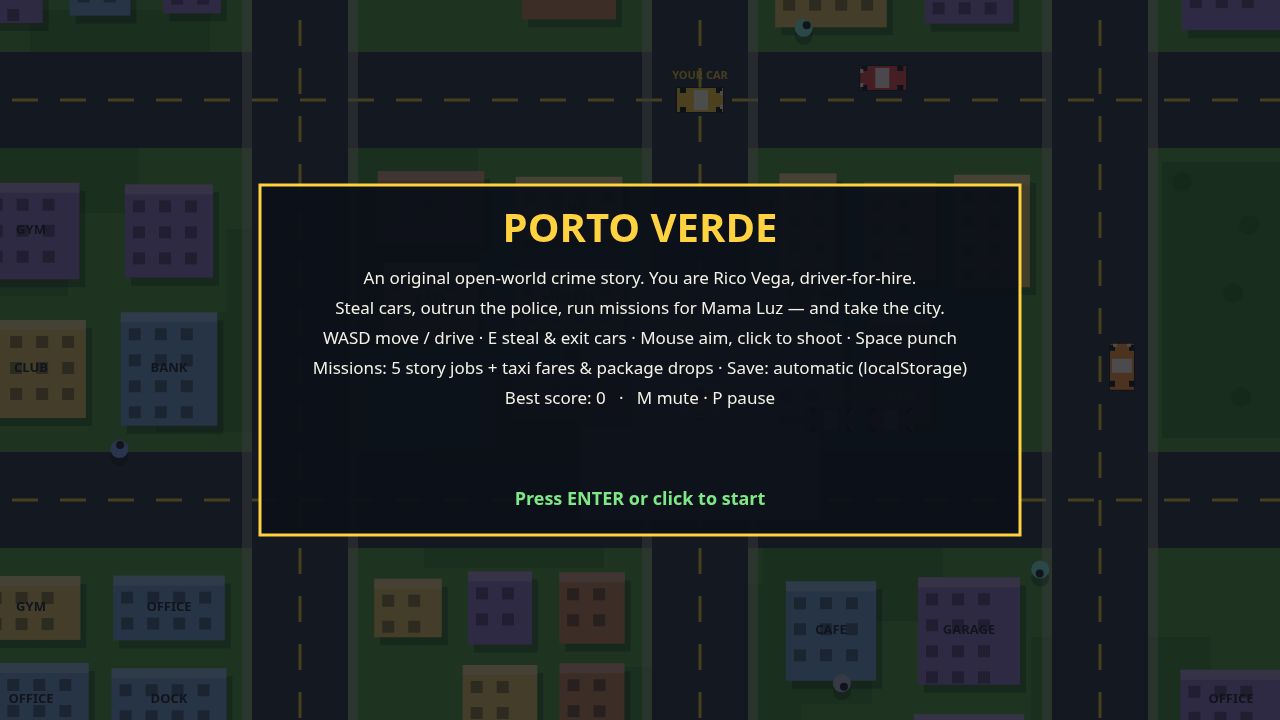 YOUR CAR
PORTO VERDE
An original open-world crime story. You are Rico Vega, driver-for-hire.
Steal cars, outrun the police, run missions for Mama Luz — and take the city.
WASD move / drive · E steal & exit cars · Mouse aim, click to shoot · Space punch
Missions: 5 story jobs + taxi fares & package drops · Save: automatic (localStorage)
Best score: 0 · M mute · P pause
Press ENTER or click to start
GYM
CLUB
BANK
GYM
OFFICE
CAFE
GARAGE
OFFICE
DOCK
OFFICE